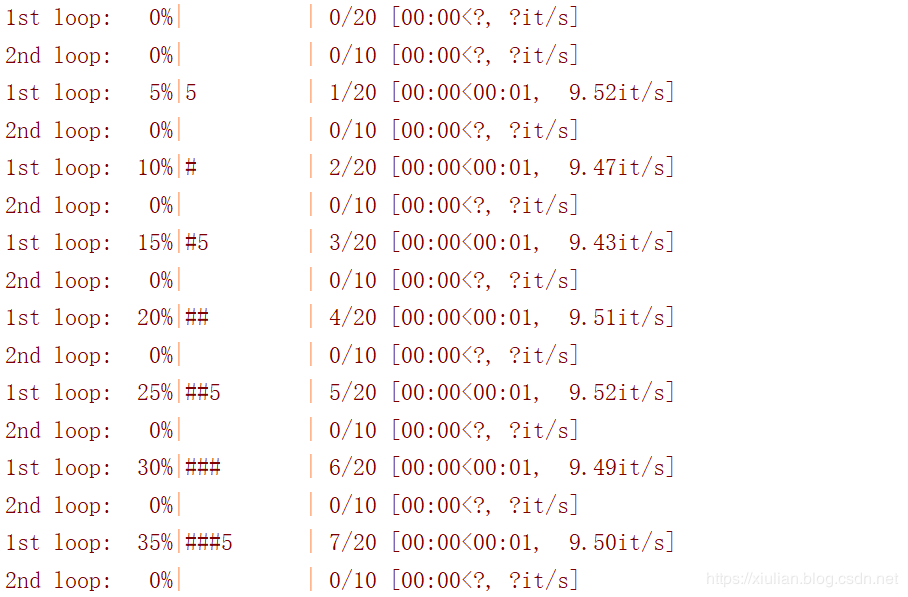 1st loop:   0%|          | 0/20 [00:00<?, ?it/s]
2nd loop:   0%|          | 0/10 [00:00<?, ?it/s]
1st loop:   5%|5         | 1/20 [00:00<00:01,  9.52it/s]
2nd loop:   0%|          | 0/10 [00:00<?, ?it/s]
1st loop:  10%|#         | 2/20 [00:00<00:01,  9.47it/s]
2nd loop:   0%|          | 0/10 [00:00<?, ?it/s]
1st loop:  15%|#5        | 3/20 [00:00<00:01,  9.43it/s]
2nd loop:   0%|          | 0/10 [00:00<?, ?it/s]
1st loop:  20%|##        | 4/20 [00:00<00:01,  9.51it/s]
2nd loop:   0%|          | 0/10 [00:00<?, ?it/s]
1st loop:  25%|##5       | 5/20 [00:00<00:01,  9.52it/s]
2nd loop:   0%|          | 0/10 [00:00<?, ?it/s]
1st loop:  30%|###       | 6/20 [00:00<00:01,  9.49it/s]
2nd loop:   0%|          | 0/10 [00:00<?, ?it/s]
1st loop:  35%|###5      | 7/20 [00:00<00:01,  9.50it/s]
2nd loop:   0%|          | 0/10 [00:00<?, ?it/s]
https://xiulian.blog.csdn.net